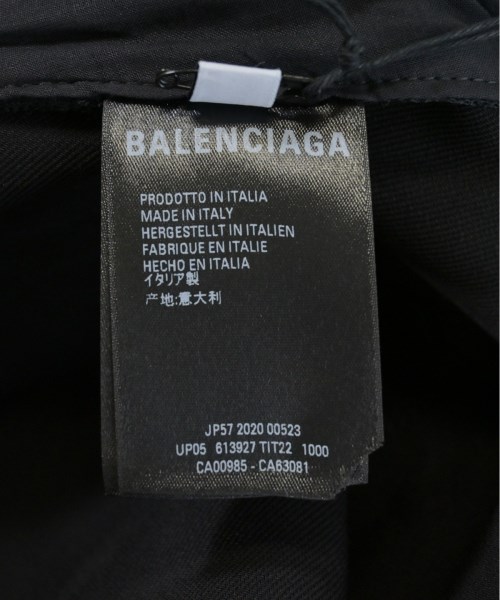 BALENCIAGA
PRODOTTO IN ITALIA
MADE IN ITALY
HERGESTELLT IN ITALIEN
FABRIQUE EN ITALIE
HECHO EN ITALIA
イタリア製
产地:意大利
JP57 2020 00523
UP05 613927 TIT22 1000
CA00985 - CA63081